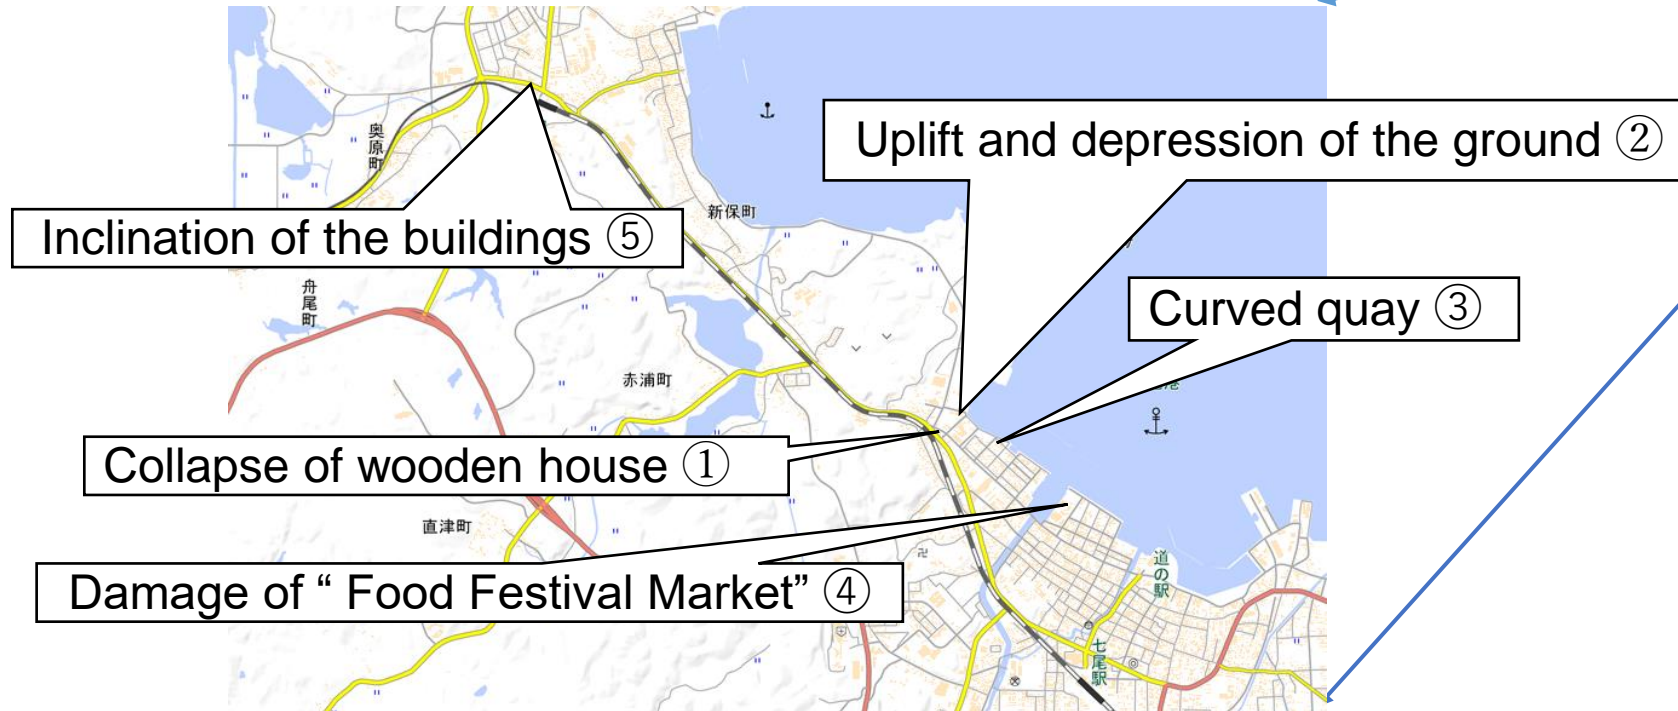 奥原町
Uplift and depression of the ground ②
新保町
Inclination of the buildings ⑤
舟尾町
Curved quay ③
赤浦町
港
Collapse of wooden house ①
直津町
道の駅
Damage of “ Food Festival Market” ④
七尾駅